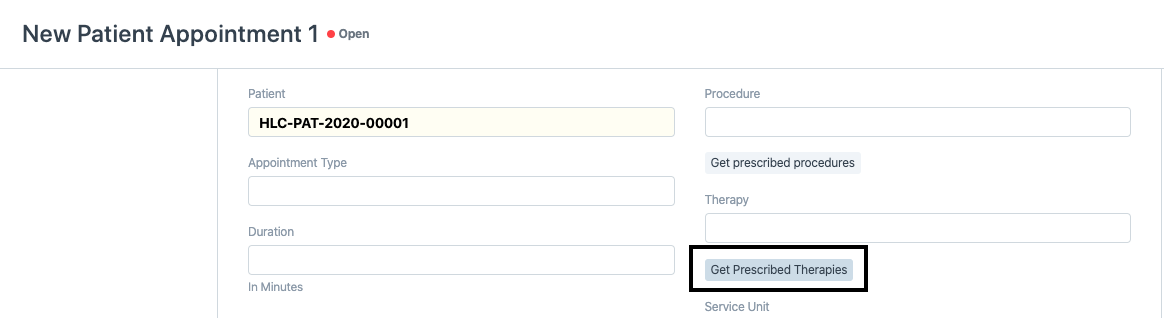 New Patient Appointment 1 Open
Patient
HLC-PAT-2020-00001
Appointment Type
Duration
In Minutes
Procedure
Get prescribed procedures
Therapy
Get Prescribed Therapies
Service Unit